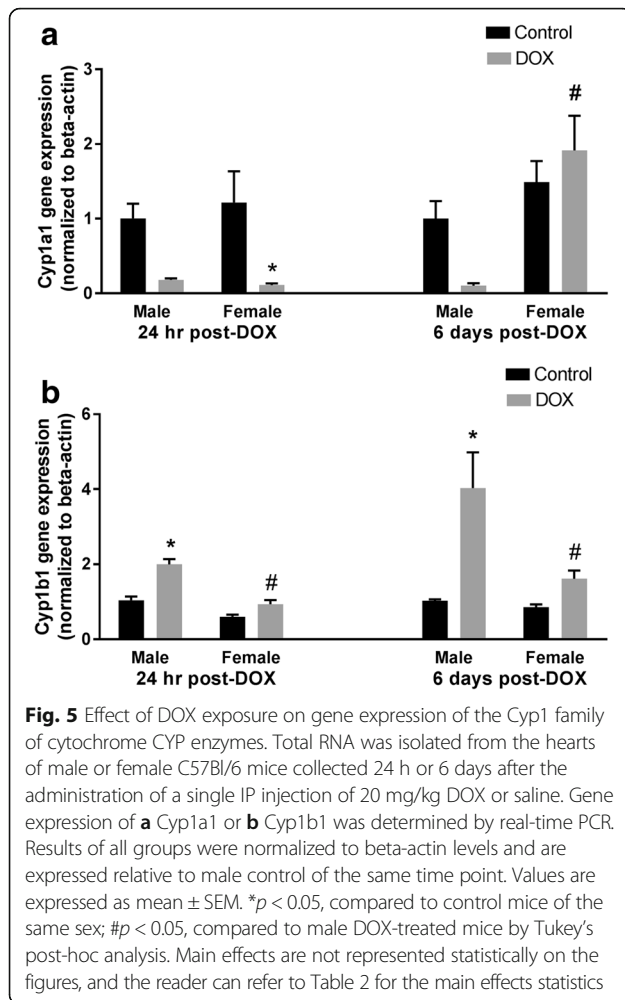 a
Control
DOX
Cyp1a1 gene expression
(normalized to beta-actin)
3
2
1
0
#
*
Male Female Male Female
24 hr post-DOX 6 days post-DOX
b
Control
DOX
Cyp1b1 gene expression
(normalized to beta-actin)
6
4
2
0
*
#
*
#
Male Female Male Female
24 hr post-DOX 6 days post-DOX
Fig. 5 Effect of DOX exposure on gene expression of the Cyp1 family
of cytochrome CYP enzymes. Total RNA was isolated from the hearts
of male or female C57Bl/6 mice collected 24 h or 6 days after the
administration of a single IP injection of 20 mg/kg DOX or saline. Gene
expression of a Cyp1a1 or b Cyp1b1 was determined by real-time PCR.
Results of all groups were normalized to beta-actin levels and are
expressed relative to male control of the same time point. Values are
expressed as mean ± SEM. *p < 0.05, compared to control mice of the
same sex; #p < 0.05, compared to male DOX-treated mice by Tukey's
post-hoc analysis. Main effects are not represented statistically on the
figures, and the reader can refer to Table 2 for the main effects statistics